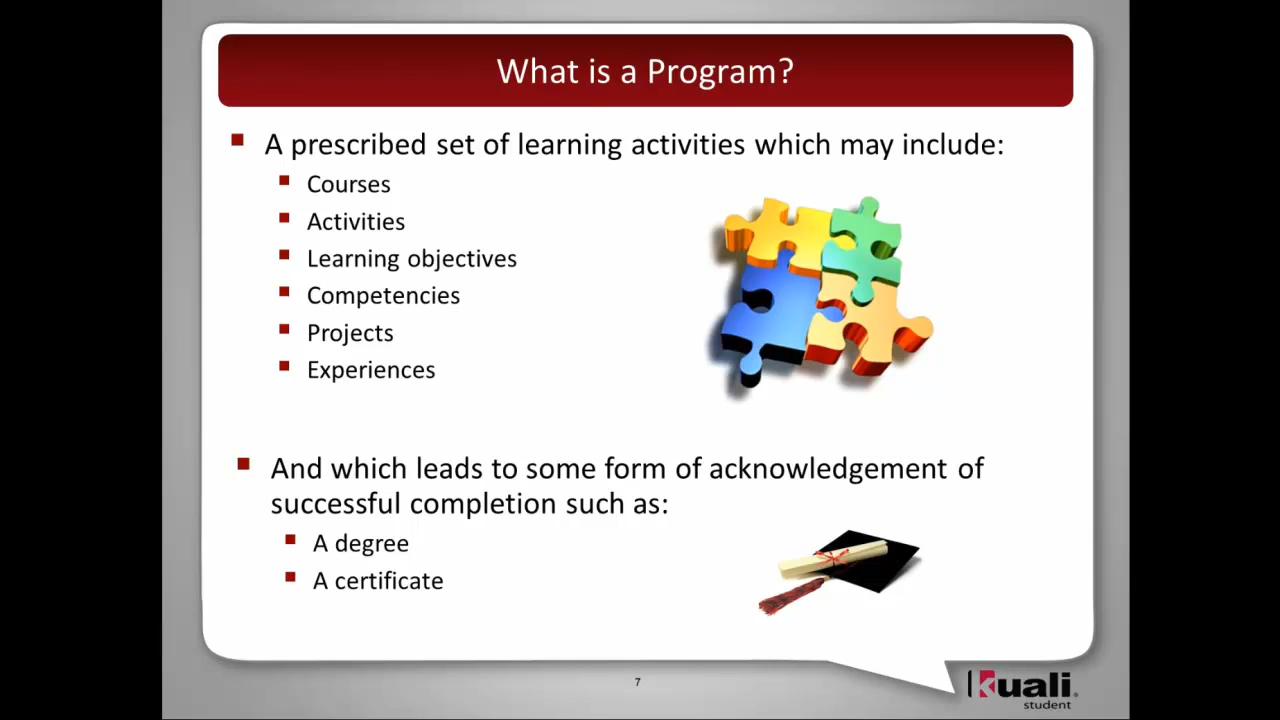 What is a Program?
A prescribed set of learning activities which may include:
Courses
Activities
Learning objectives
Competencies
Projects
Experiences
And which leads to some form of acknowledgement of
successful completion such as:
A degree
A certificate
7
Kuali
student